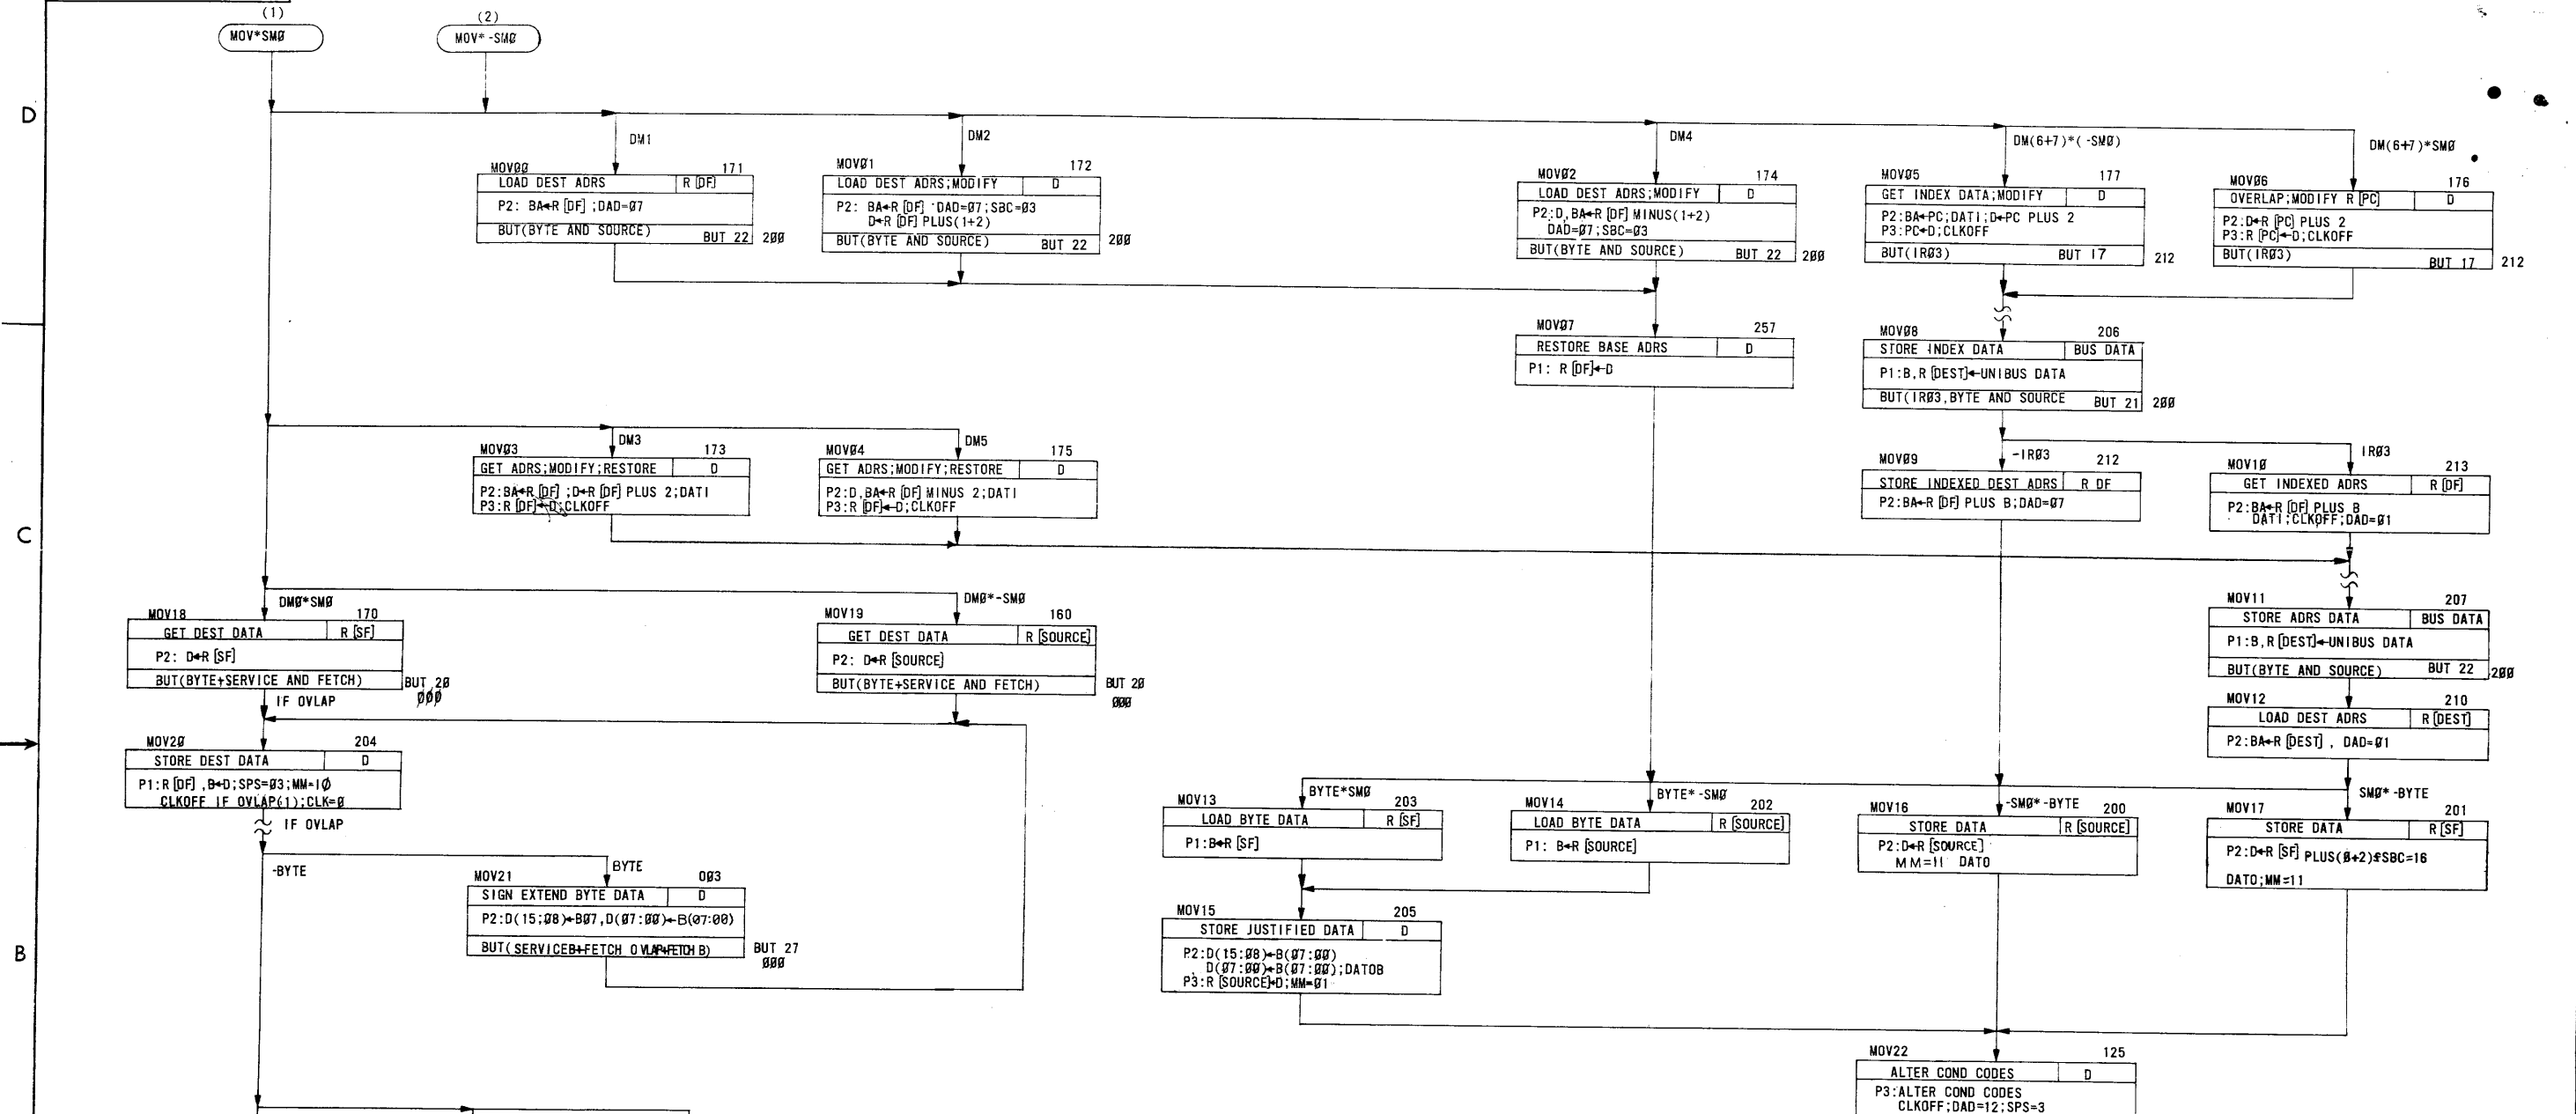 (1)
MOV*SMØ
(2)
MOV* -SMØ
D
DM1
DM2
DM4
DM(6+7)*( -SMØ)
DM(6+7)*SMØ
MOVØØ 171
LOAD DEST ADRS R [DF]
P2: BA←R [DF] ;DAD=Ø7
BUT(BYTE AND SOURCE) BUT 22 2ØØ
MOVØ1 172
LOAD DEST ADRS;MODIFY D
P2: BA←R [DF] DAD=Ø7;SBC=Ø3
D←R [DF] PLUS(1+2)
BUT(BYTE AND SOURCE) BUT 22 2ØØ
MOVØ2 174
LOAD DEST ADRS;MODIFY D
P2:D,BA←R [DF] MINUS(1+2)
DAD=Ø7;SBC=Ø3
BUT(BYTE AND SOURCE) BUT 22 2ØØ
MOVØ5 177
GET INDEX DATA;MODIFY D
P2:BA←PC;DATI;D←PC PLUS 2
P3:PC←D;CLKOFF
BUT(IRØ3) BUT 17 212
MOVØ6 176
OVERLAP;MODIFY R [PC] D
P2:D←R [PC] PLUS 2
P3:R [PC]←D;CLKOFF
BUT(IRØ3) BUT 17 212
MOVØ7 257
RESTORE BASE ADRS D
P1: R [DF]←D
MOVØ8 206
STORE INDEX DATA BUS DATA
P1:B,R [DEST]←UNIBUS DATA
BUT(IRØ3,BYTE AND SOURCE BUT 21 2ØØ
DM3
DM5
MOVØ3 173
GET ADRS;MODIFY;RESTORE D
P2:BA←R [DF] ;D←R [DF] PLUS 2;DATI
P3:R [DF]←D;CLKOFF
MOVØ4 175
GET ADRS;MODIFY;RESTORE D
P2:D,BA←R [DF] MINUS 2;DATI
P3:R [DF]←D;CLKOFF
-IRØ3
IRØ3
MOVØ9 212
STORE INDEXED DEST ADRS R DF
P2:BA←R [DF] PLUS B;DAD=Ø7
MOV1Ø 213
GET INDEXED ADRS R [DF]
P2:BA←R [DF] PLUS B
DATI;CLKOFF;DAD=Ø1
C
DMØ*SMØ
DMØ*-SMØ
MOV18 170
GET DEST DATA R [SF]
P2: D←R [SF]
BUT(BYTE+SERVICE AND FETCH) BUT 2Ø
ØØØ
IF OVLAP
MOV19 160
GET DEST DATA R [SOURCE]
P2: D←R [SOURCE]
BUT(BYTE+SERVICE AND FETCH) BUT 2Ø
ØØØ
MOV11 207
STORE ADRS DATA BUS DATA
P1:B,R [DEST]←UNIBUS DATA
BUT(BYTE AND SOURCE) BUT 22 2ØØ
MOV12 210
LOAD DEST ADRS R [DEST]
P2:BA←R [DEST] , DAD=Ø1
MOV2Ø 204
STORE DEST DATA D
P1:R [DF] ,B←D;SPS=Ø3;MM=1Ø
CLKOFF IF OVLAP(1);CLK=Ø
IF OVLAP
-BYTE
BYTE
BYTE*SMØ
BYTE* -SMØ
-SMØ* -BYTE
SMØ* -BYTE
MOV13 203
LOAD BYTE DATA R [SF]
P1:B←R [SF]
MOV14 202
LOAD BYTE DATA R [SOURCE]
P1: B←R [SOURCE]
MOV16 200
STORE DATA R [SOURCE]
P2:D←R [SOURCE]
MM=11 DATO
MOV17 201
STORE DATA R [SF]
P2:D←R [SF] PLUS(Ø+2);SBC=16
DATO;MM=11
MOV21 003
SIGN EXTEND BYTE DATA D
P2:D(15;Ø8)←BØ7,D(Ø7:ØØ)←B(Ø7:ØØ)
BUT(SERVICEB+FETCH OVLAP+FETCH B) BUT 27
ØØØ
B
MOV15 205
STORE JUSTIFIED DATA D
P2:D(15:Ø8)←B(Ø7:ØØ)
, D(Ø7:ØØ)←B(Ø7:ØØ);DATOB
P3:R [SOURCE]←D;MM=Ø1
MOV22 125
ALTER COND CODES D
P3:ALTER COND CODES
CLKOFF;DAD=12;SPS=3